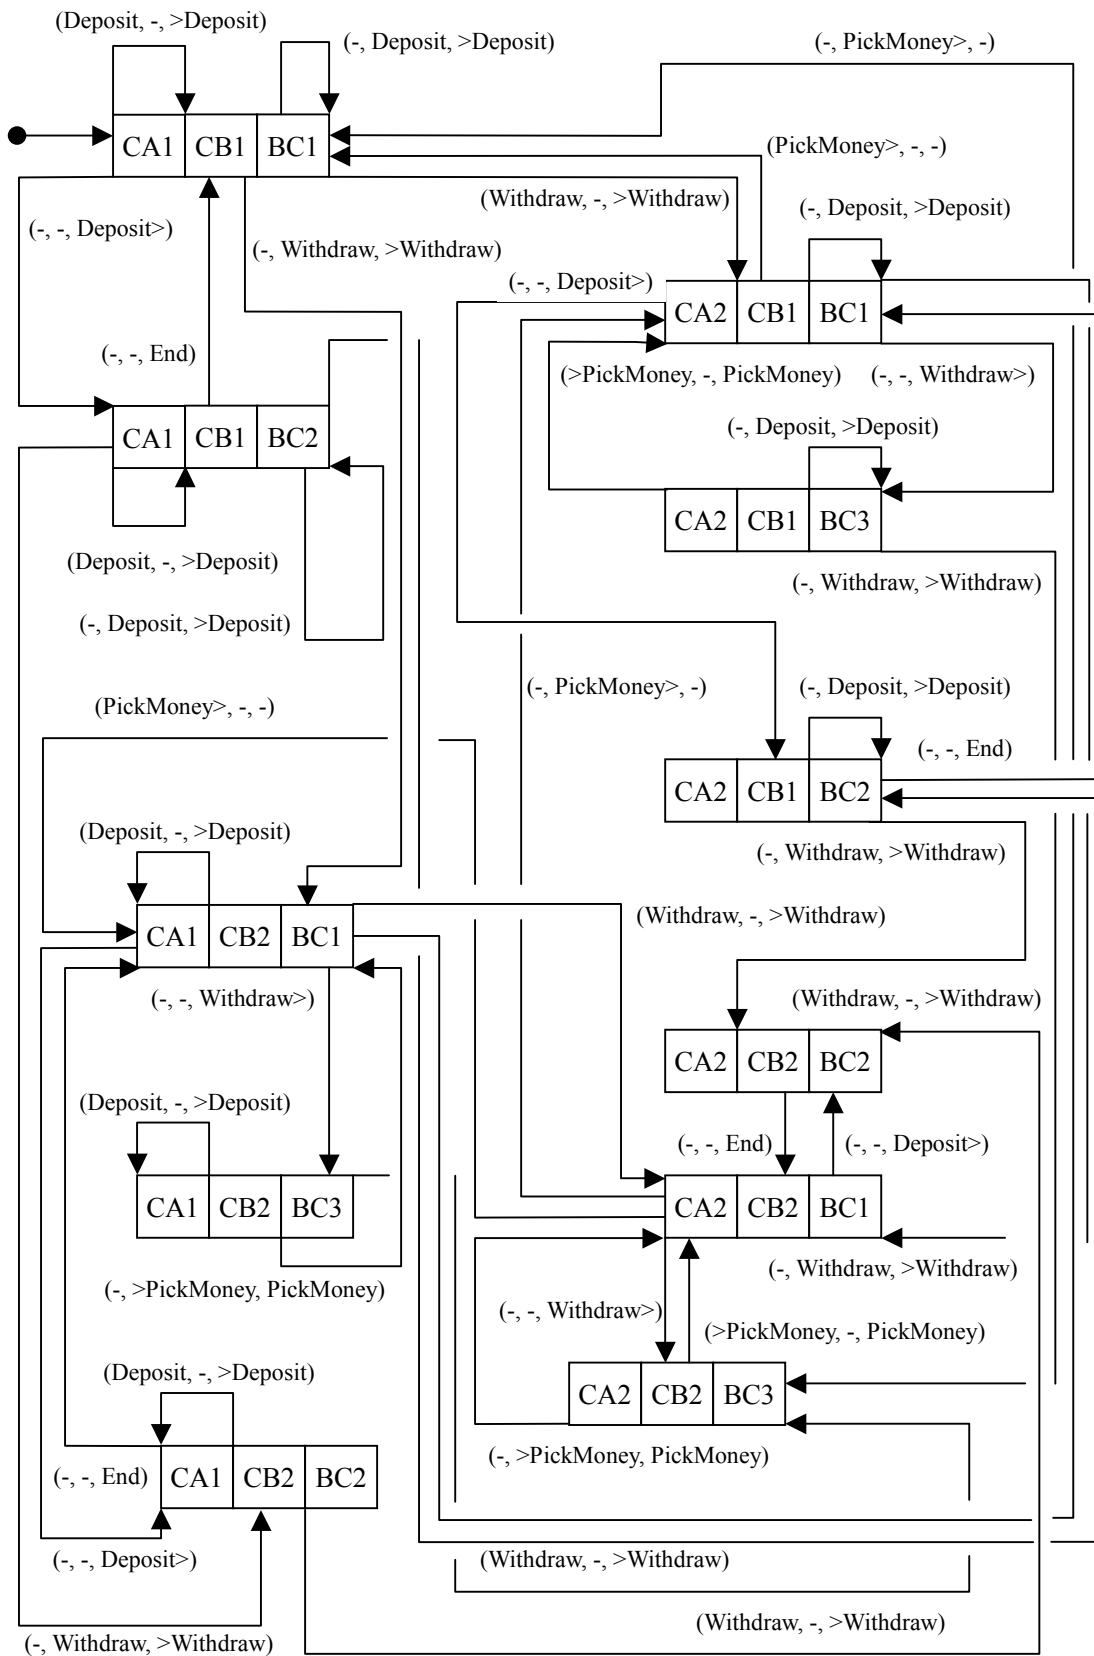 (Deposit, -, >Deposit)
(-, Deposit, >Deposit)
(-, PickMoney>, -)
CA1 CB1 BC1
(PickMoney>, -, -)
(Withdraw, -, >Withdraw)
(-, Deposit, >Deposit)
(-, -, Deposit>)
(-, Withdraw, >Withdraw)
(-, -, Deposit>)
CA2 CB1 BC1
(-, -, End)
(>PickMoney, -, PickMoney)
(-, -, Withdraw>)
CA1 CB1 BC2
(-, Deposit, >Deposit)
CA2 CB1 BC3
(Deposit, -, >Deposit)
(-, Withdraw, >Withdraw)
(-, Deposit, >Deposit)
(PickMoney>, -, -)
(-, PickMoney>, -)
(-, Deposit, >Deposit)
(-, -, End)
CA2 CB1 BC2
(Deposit, -, >Deposit)
(-, Withdraw, >Withdraw)
(Withdraw, -, >Withdraw)
CA1 CB2 BC1
(-, -, Withdraw>)
(Withdraw, -, >Withdraw)
CA2 CB2 BC2
(Deposit, -, >Deposit)
(-, -, End)
(-, -, Deposit>)
CA1 CB2 BC3
CA2 CB2 BC1
(-, Withdraw, >Withdraw)
(-, >PickMoney, PickMoney)
(-, -, Withdraw>)
(>PickMoney, -, PickMoney)
(Deposit, -, >Deposit)
CA2 CB2 BC3
(-, >PickMoney, PickMoney)
(-, -, End)
CA1 CB2 BC2
(-, -, Deposit>)
(Withdraw, -, >Withdraw)
(Withdraw, -, >Withdraw)
(-, Withdraw, >Withdraw)